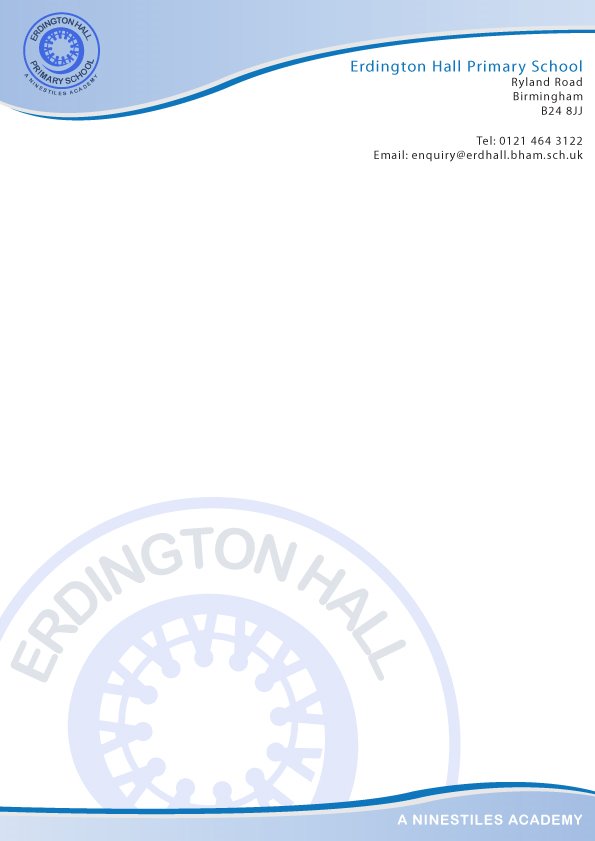 ERDINGTON HALL
PRIMARY SCHOOL
A NINESTILES ACADEMY
Erdington Hall Primary School
Ryland Road
Birmingham
B24 8JJ
Tel: 0121 464 3122
Email: enquiry@erdhall.bham.sch.uk
ERDINGTON HALL
A NINESTILES ACADEMY